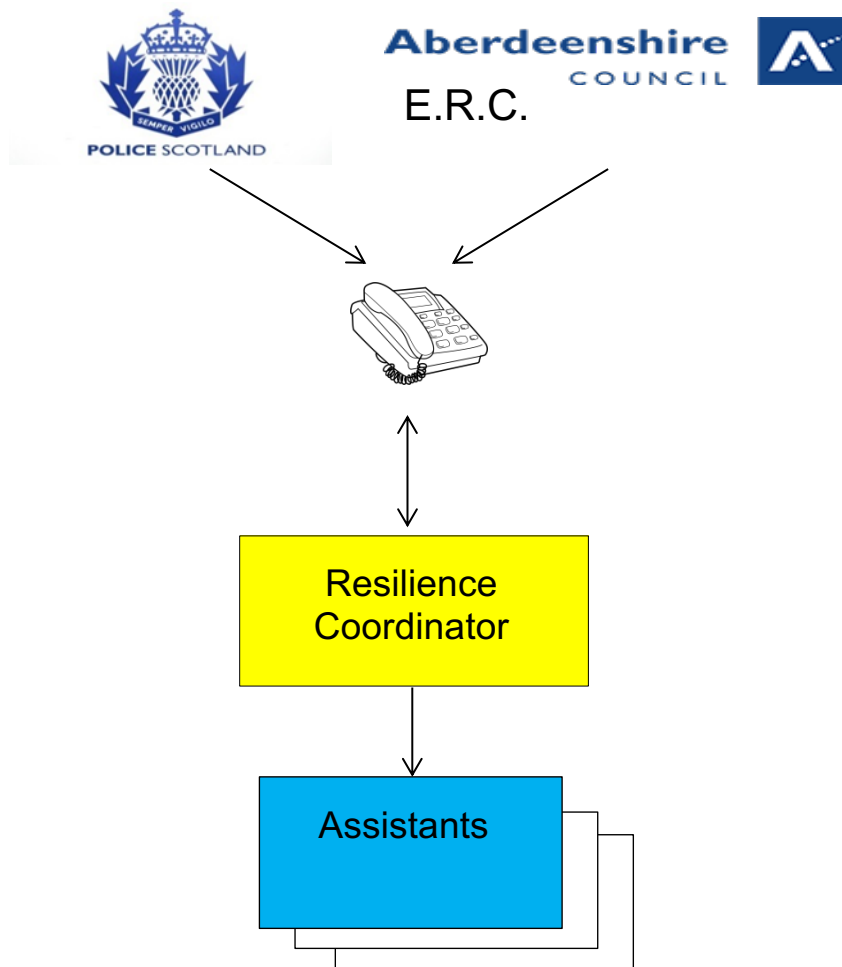 SEMPER VIGILO
POLICE SCOTLAND
Aberdeenshire
COUNCIL
E.R.C.
Resilience
Coordinator
Assistants